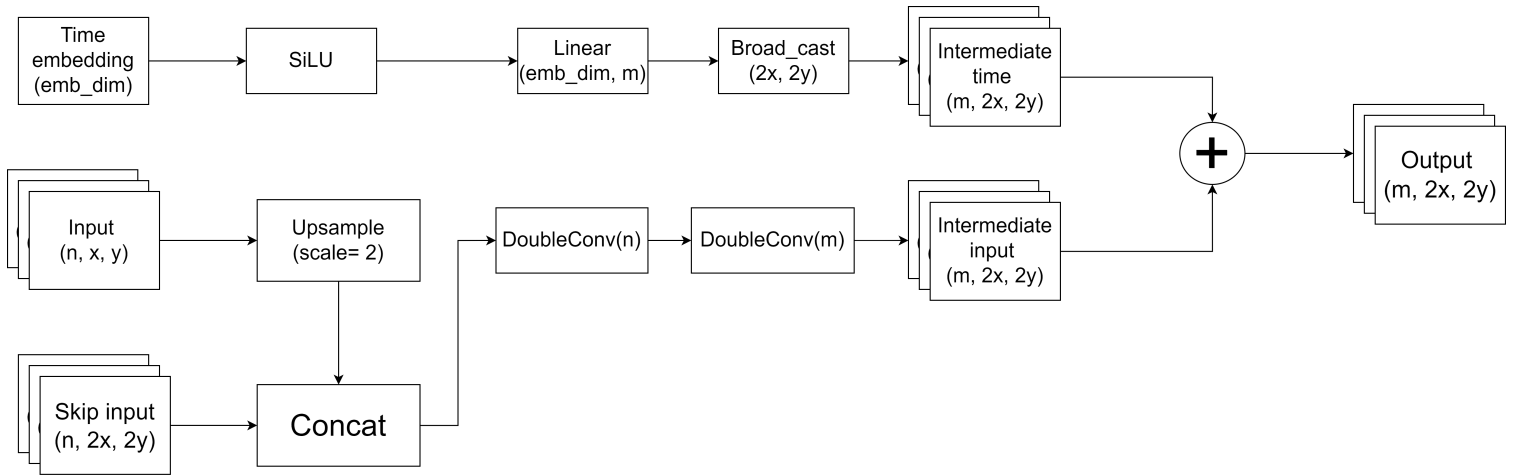 Time
embedding
(emb_dim)
SiLU
Linear
(emb_dim, m)
Broad_cast
(2x, 2y)
Intermediate
time
(m, 2x, 2y)
Input
(n, x, y)
Upsample
(scale= 2)
DoubleConv(n)
DoubleConv(m)
Intermediate
input
(m, 2x, 2y)
+
Output
(m, 2x, 2y)
Skip input
(n, 2x, 2y)
Concat